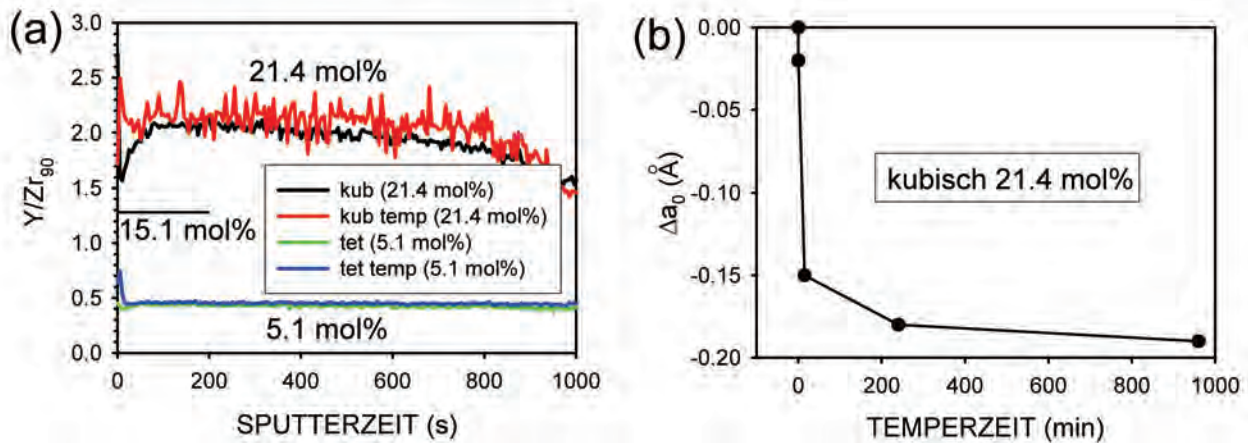 (a)
3.0
2.5
2.0
1.5
1.0
0.5
0.0
Y/Zr90
21.4 mol%
15.1 mol%
kub (21.4 mol%)
kub temp (21.4 mol%)
tet (5.1 mol%)
tet temp (5.1 mol%)
5.1 mol%
0 200 400 600 800 1000
SPUTTERZEIT (s)
(b)
0.00
-0.05
-0.10
-0.15
-0.20
Δa0 (Å)
kubisch 21.4 mol%
0 200 400 600 800 1000
TEMPERZEIT (min)